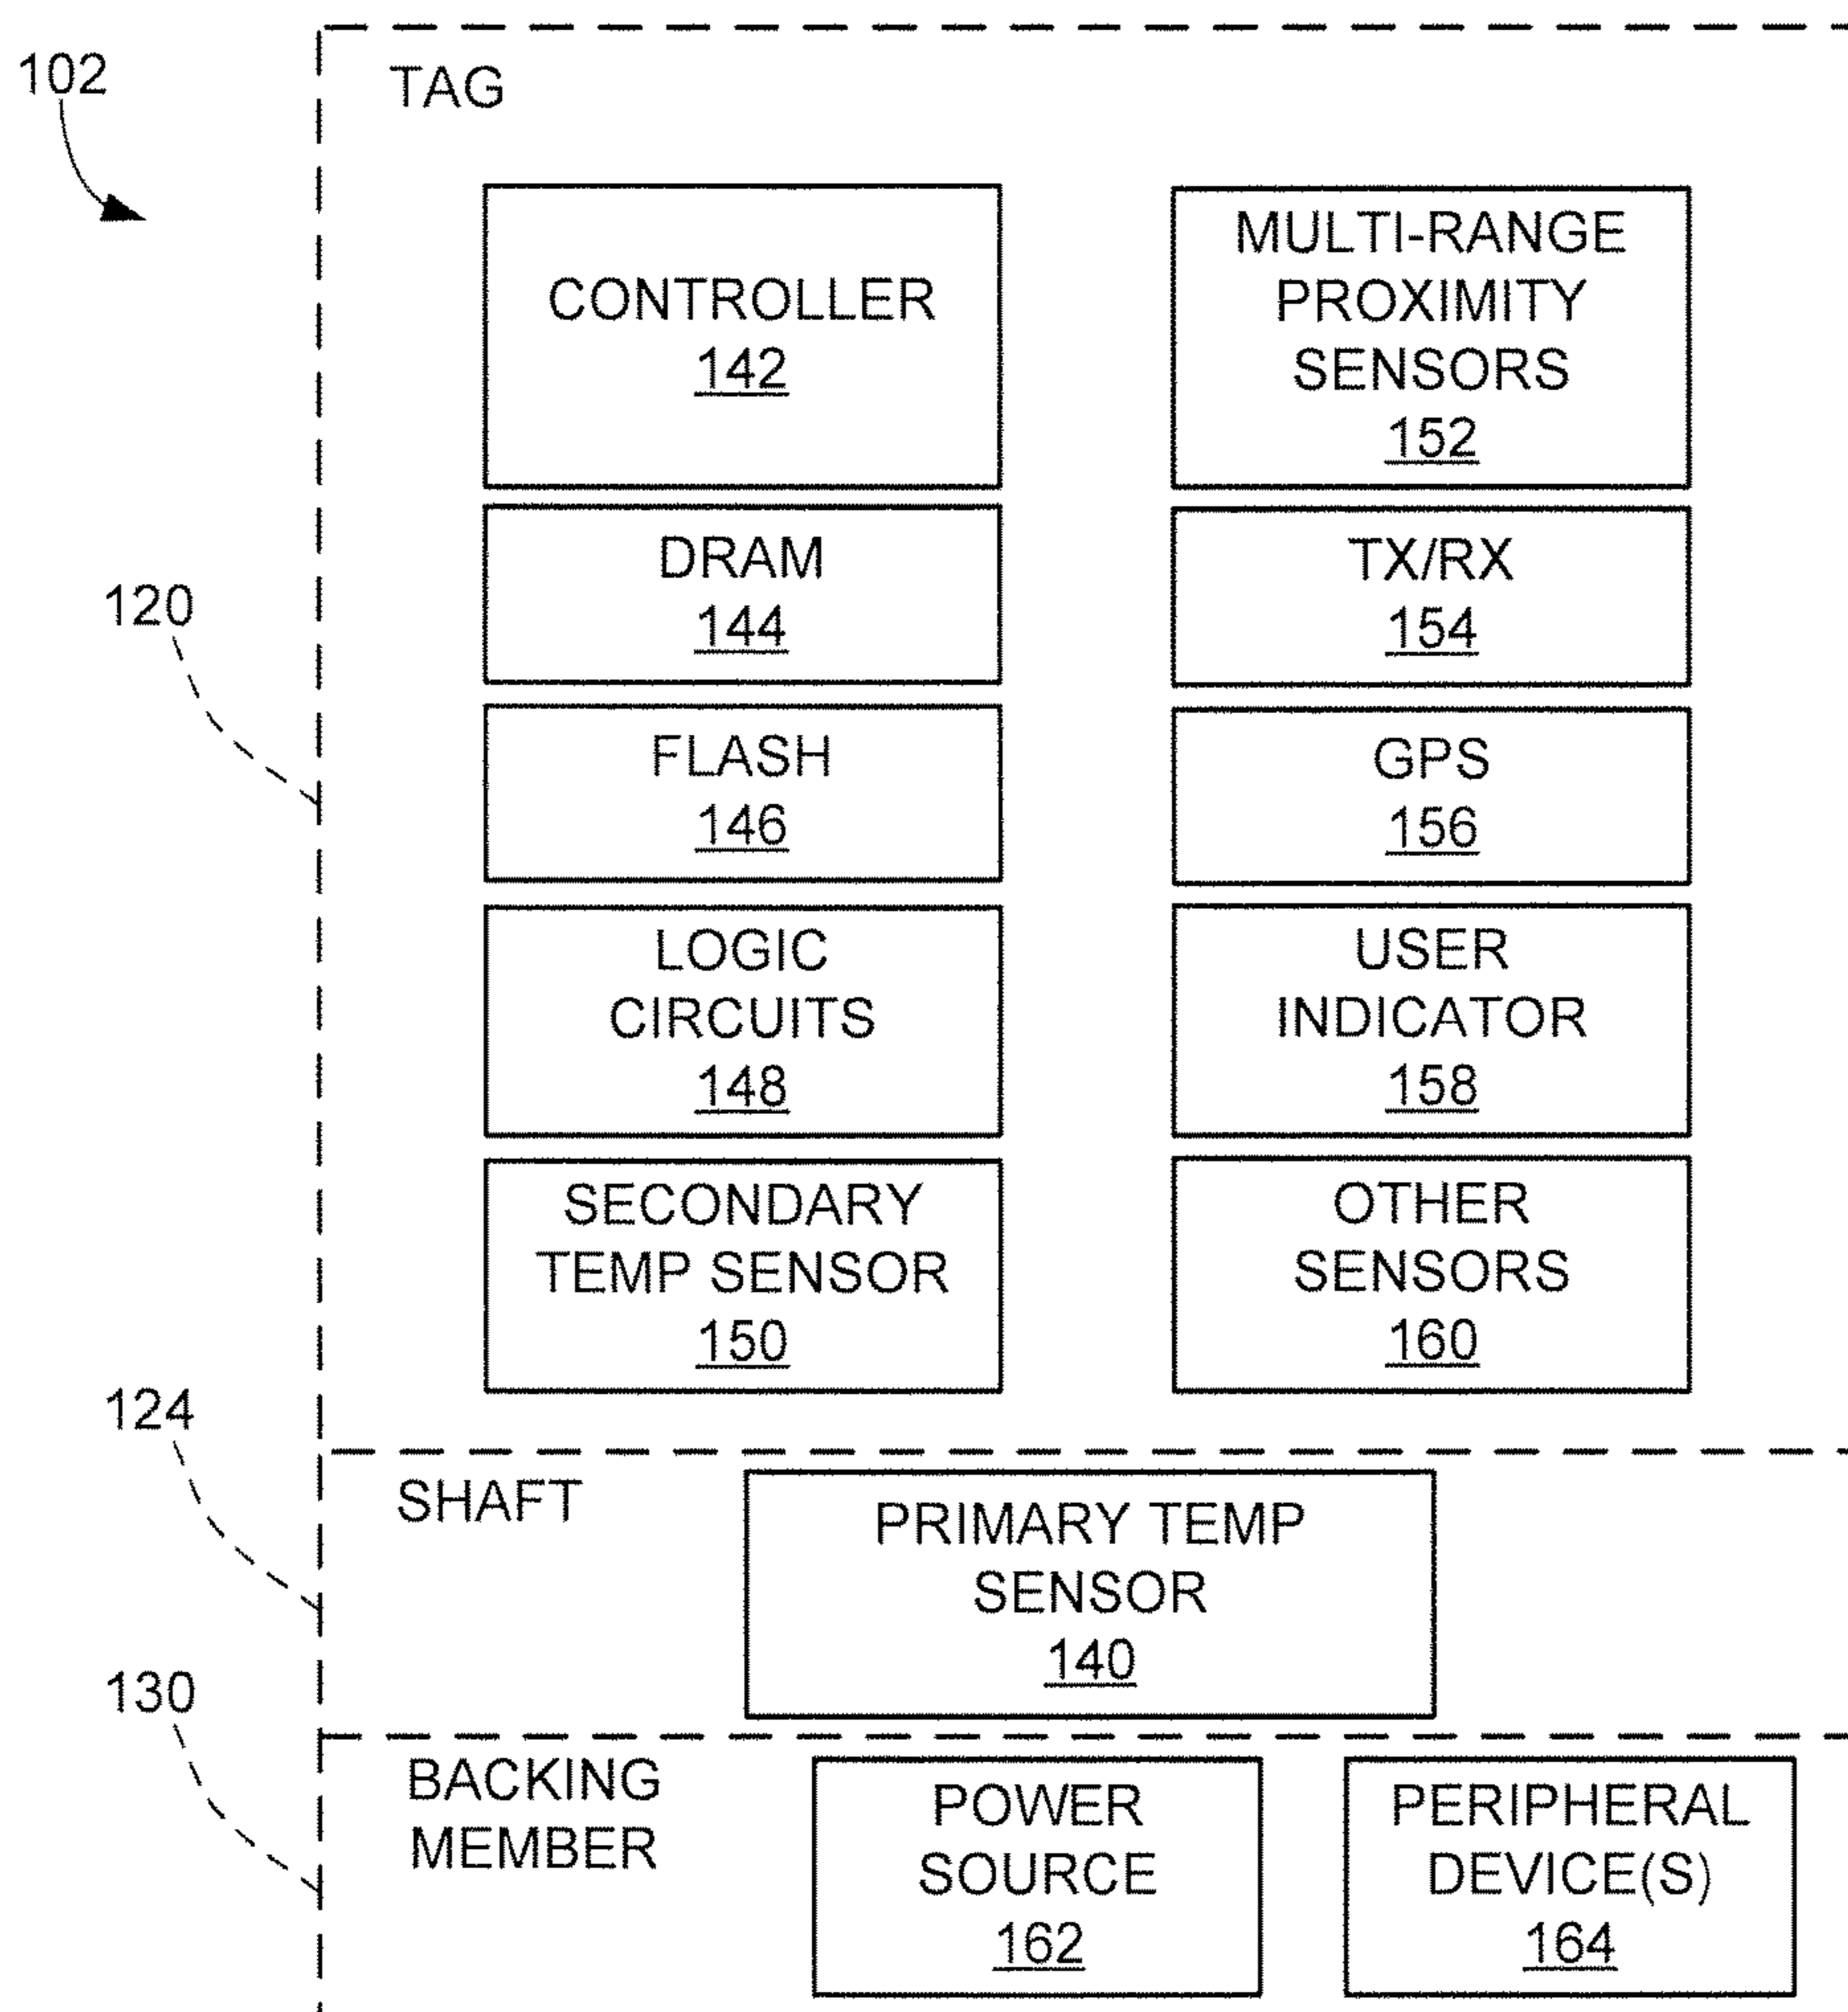 102
TAG
CONTROLLER
142
MULTI-RANGE
PROXIMITY
SENSORS
152
DRAM
144
TX/RX
154
120
FLASH
146
GPS
156
LOGIC
CIRCUITS
148
USER
INDICATOR
158
SECONDARY
TEMP SENSOR
150
OTHER
SENSORS
160
124
SHAFT
PRIMARY TEMP
SENSOR
140
130
BACKING
MEMBER
POWER
SOURCE
162
PERIPHERAL
DEVICE(S)
164